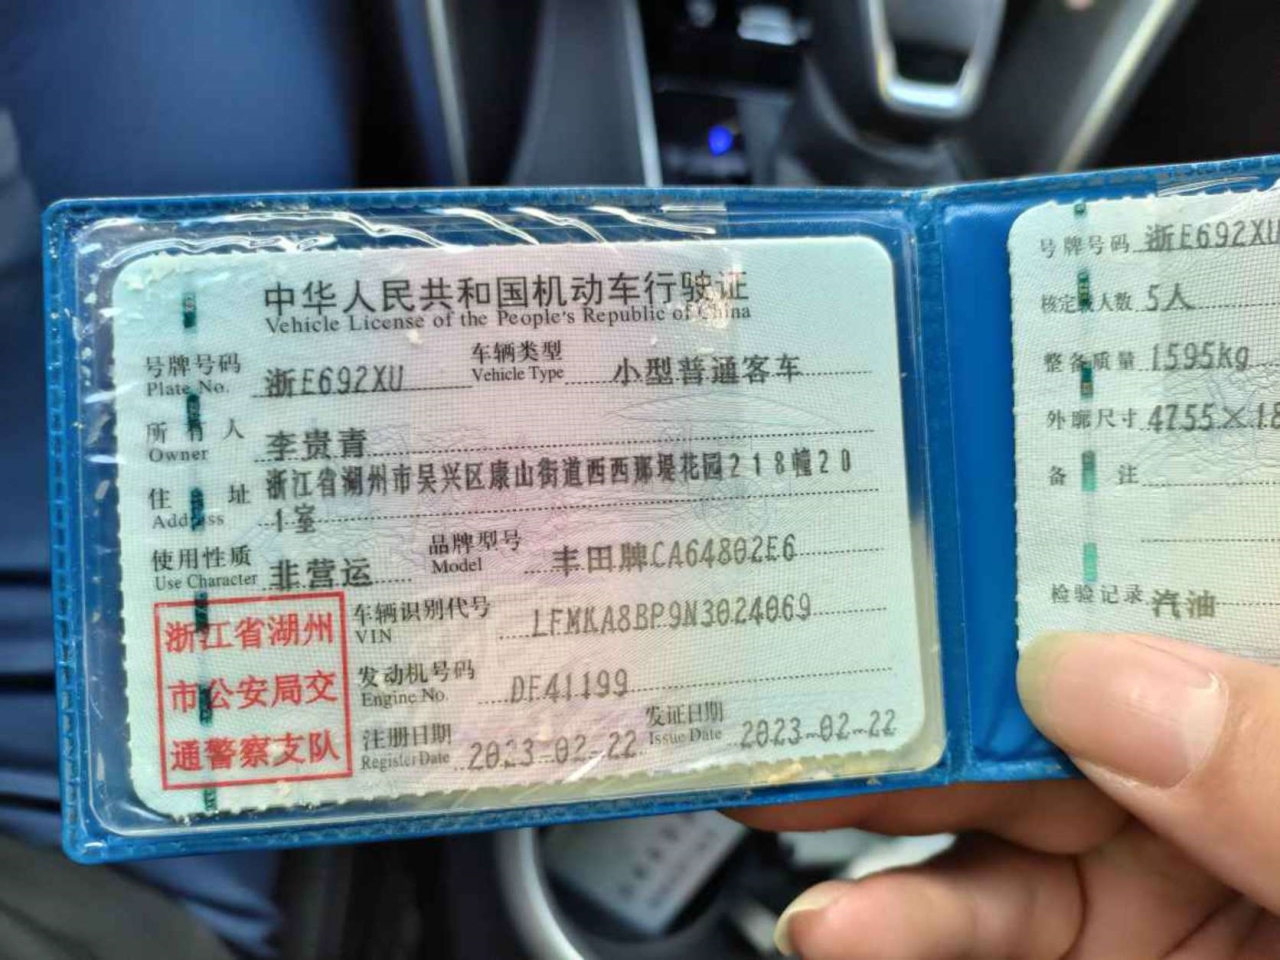 中华人民共和国机动车行驶证
Vehicle License of the People's Republic of China
号牌号码 浙E692XU 车辆类型 小型普通客车
Plate No. Vehicle Type
所有人 李贵青
Owner
住址 浙江省湖州市吴兴区康山街道西西那堤花园218幢20
Address 1室
使用性质 非营运 品牌型号 丰田牌CA64802E6
Use Character Model
浙江省湖州
市公安局交
通警察支队
车辆识别代号 LFMKA8BP9N3024069
VIN
发动机号码 DF41199
Engine No.
注册日期 2023-02-22 发证日期 2023-02-22
Register Date Issue Date
号牌号码 浙E692XU
核定载人数 5人
整备质量 1595kg
外廓尺寸 4755×18
备注
检验记录 汽油